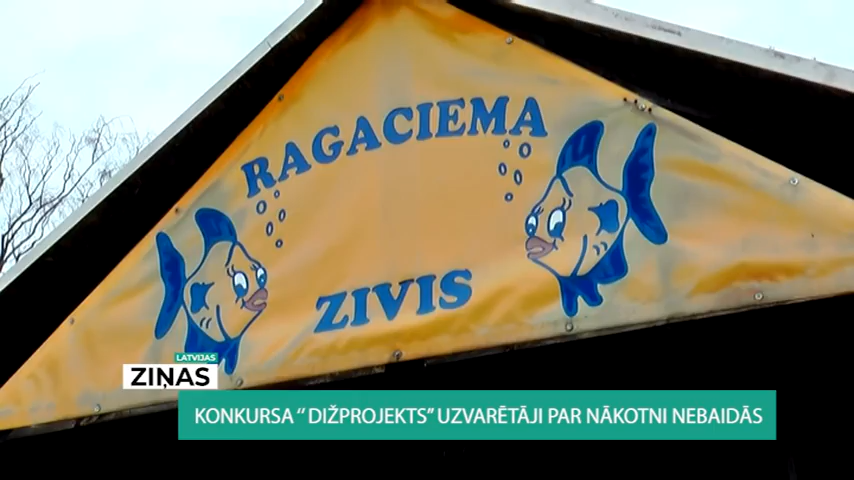 RAGACIEMA
ZIVIS
LATVIJAS
ZIŅAS
KONKURSA “ DIŽPROJEKTS” UZVARĒTĀJI PAR NĀKOTNI NEBAIDĀS